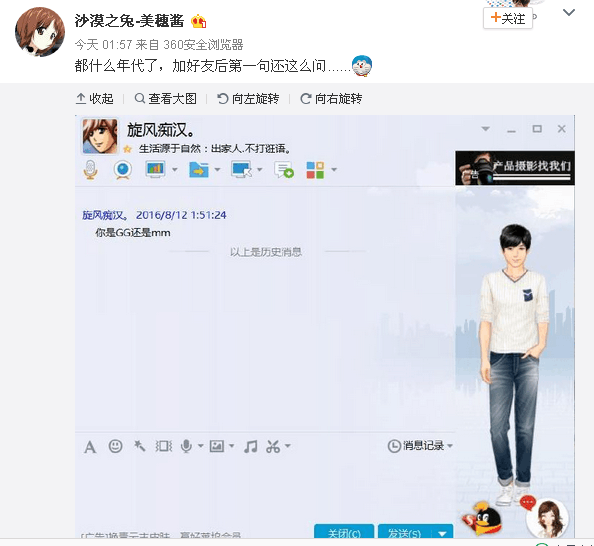 沙漠之兔-美穗酱
+关注
今天 01:57 来自 360安全浏览器
都什么年代了，加好友后第一句还这么问......
收起
查看大图
向左旋转
向右旋转
旋风痴汉。
生活源于自然：出家人.不打诳语。
广告
产品摄影找我们
旋风痴汉。 2016/8/12 1:51:24
你是GG还是mm
以上是历史消息
消息记录
关闭(C)
发送(S)